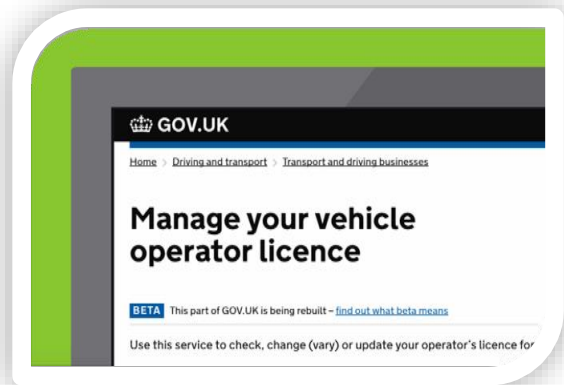 GOV.UK
Home > Driving and transport > Transport and driving businesses
Manage your vehicle
operator licence
BETA This part of GOV.UK is being rebuilt – find out what beta means
Use this service to check, change (vary) or update your operator's licence for